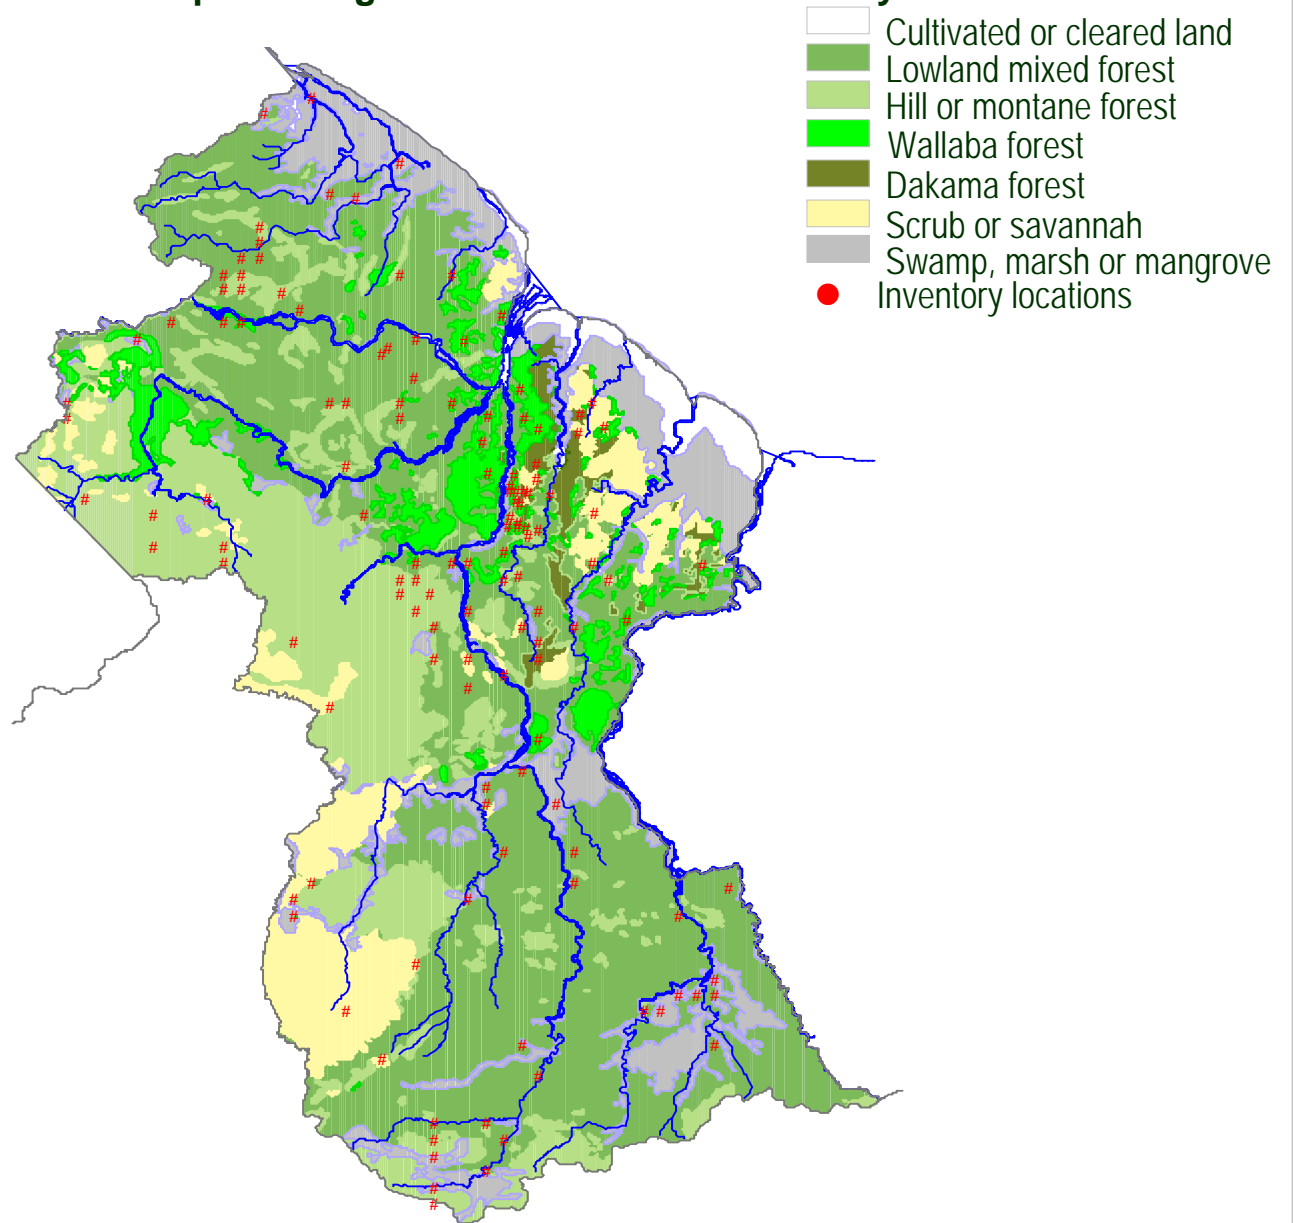 Cultivated or cleared land
Lowland mixed forest
Hill or montane forest
Wallaba forest
Dakama forest
Scrub or savannah
Swamp, marsh or mangrove
Inventory locations